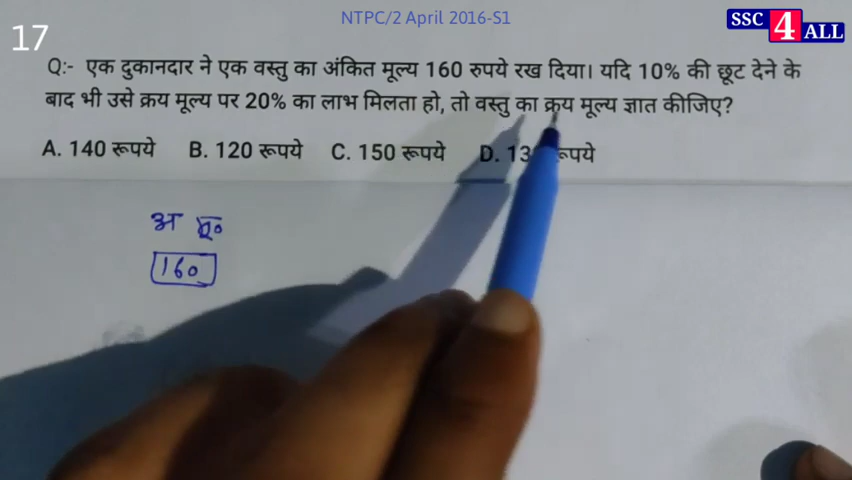 NTPC/2 April 2016-S1
SSC 4 ALL
17
Q:- एक दुकानदार ने एक वस्तु का अंकित मूल्य 160 रुपये रख दिया। यदि 10% की छूट देने के
बाद भी उसे क्रय मूल्य पर 20% का लाभ मिलता हो, तो वस्तु का क्रय मूल्य ज्ञात कीजिए?
A. 140 रूपये B. 120 रूपये C. 150 रूपये D. रूपये
अ मू०
160